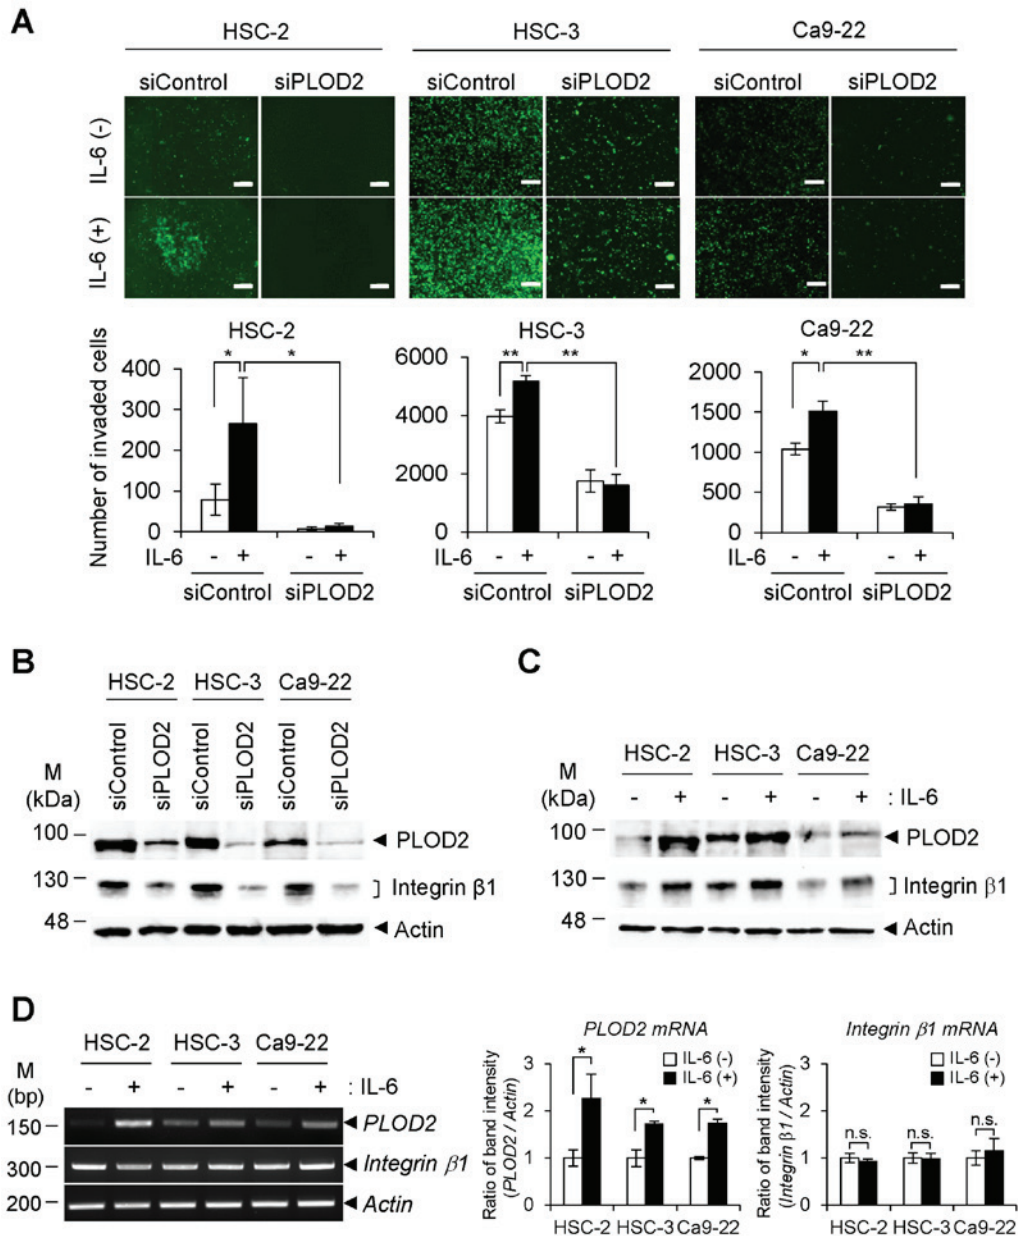 A
HSC-2 HSC-3 Ca9-22
siControl siPLOD2 siControl siPLOD2 siControl siPLOD2
IL-6 (-)
IL-6 (+)
HSC-2 HSC-3 Ca9-22
Number of invaded cells
400
300
200
100
0
* *
6000
4000
2000
0
** **
2000
1500
1000
500
0
* **
IL-6 - + - + IL-6 - + - + IL-6 - + - +
siControl siPLOD2 siControl siPLOD2 siControl siPLOD2
B
HSC-2 HSC-3 Ca9-22
M
(kDa)
siControl siPLOD2 siControl siPLOD2 siControl siPLOD2
100 PLOD2
130 Integrin β1
48 Actin
C
HSC-2 HSC-3 Ca9-22
M
(kDa)
- + - + - + : IL-6
100 PLOD2
130 Integrin β1
48 Actin
D
HSC-2 HSC-3 Ca9-22
M
(bp)
- + - + - + : IL-6
150 PLOD2
300 Integrin β1
200 Actin
PLOD2 mRNA
Ratio of band intensity
(PLOD2 / Actin)
3
2
1
0
IL-6 (-)
IL-6 (+)
* * *
HSC-2 HSC-3 Ca9-22
Integrin β1 mRNA
Ratio of band intensity
(Integrin β1 / Actin)
3
2
1
0
IL-6 (-)
IL-6 (+)
n.s. n.s. n.s.
HSC-2 HSC-3 Ca9-22